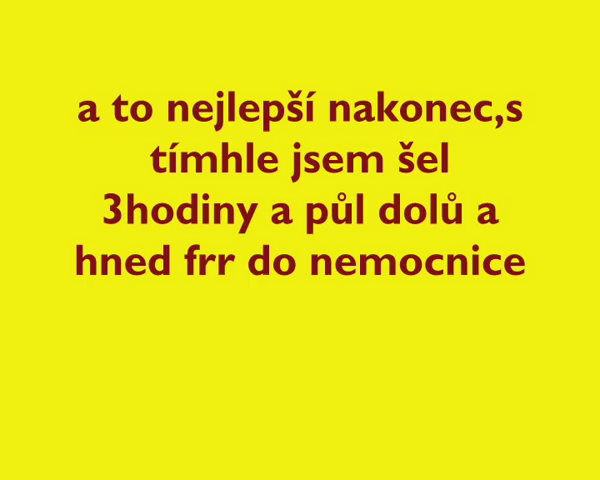 a to nejlepší nakonec,s
tímhle jsem šel
3hodiny a půl dolů a
hned frr do nemocnice